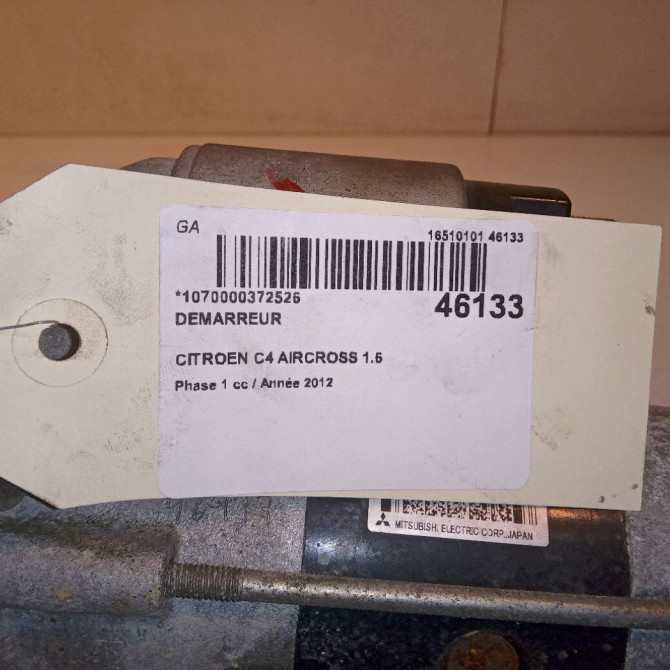 GA
16510101 46133
*1070000372526
46133
DEMARREUR
CITROEN C4 AIRCROSS 1.6
Phase 1 cc / Année 2012
MITSUBISHI ELECTRIC CORP.,JAPAN